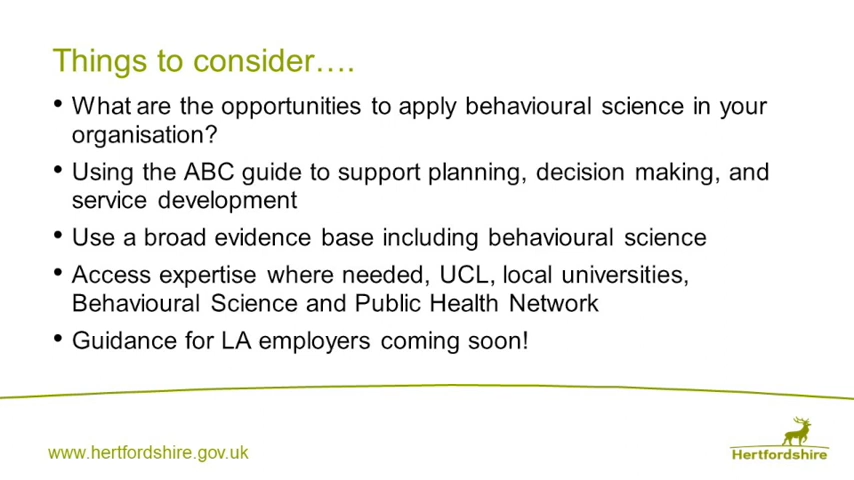 Things to consider….
• What are the opportunities to apply behavioural science in your
organisation?
• Using the ABC guide to support planning, decision making, and
service development
• Use a broad evidence base including behavioural science
• Access expertise where needed, UCL, local universities,
Behavioural Science and Public Health Network
• Guidance for LA employers coming soon!
www.hertfordshire.gov.uk
Hertfordshire